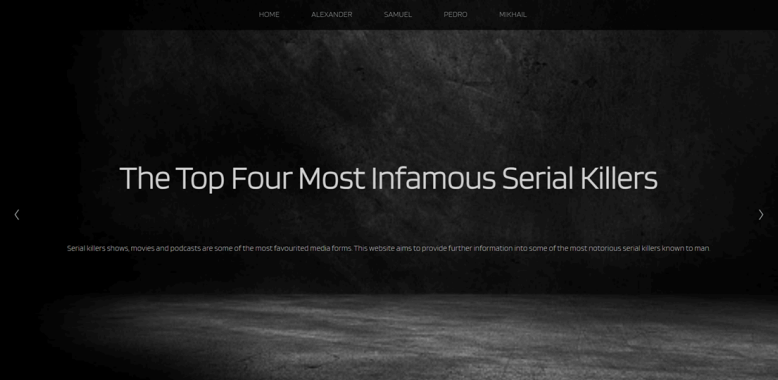 HOME ALEXANDER SAMUEL PEDRO MIKHAIL
The Top Four Most Infamous Serial Killers
Serial killers shows, movies and podcasts are some of the most favourited media forms. This website aims to provide further information into some of the most notorious serial killers known to man.